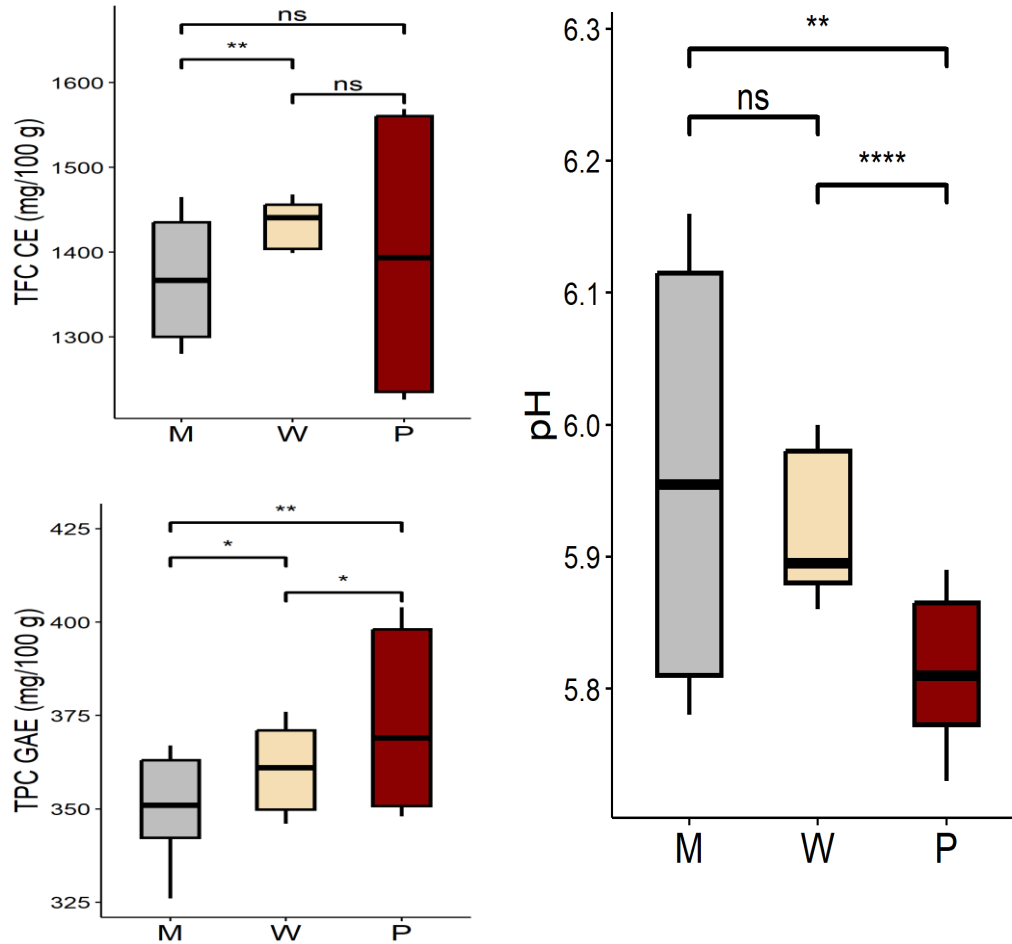 ns
**
ns
1600
1500
1400
1300
TFC CE (mg/100 g)
M W P
**
*
*
425
400
375
350
325
TPC GAE (mg/100 g)
M W P
**
ns
****
6.3
6.2
6.1
6.0
5.9
5.8
pH
M W P